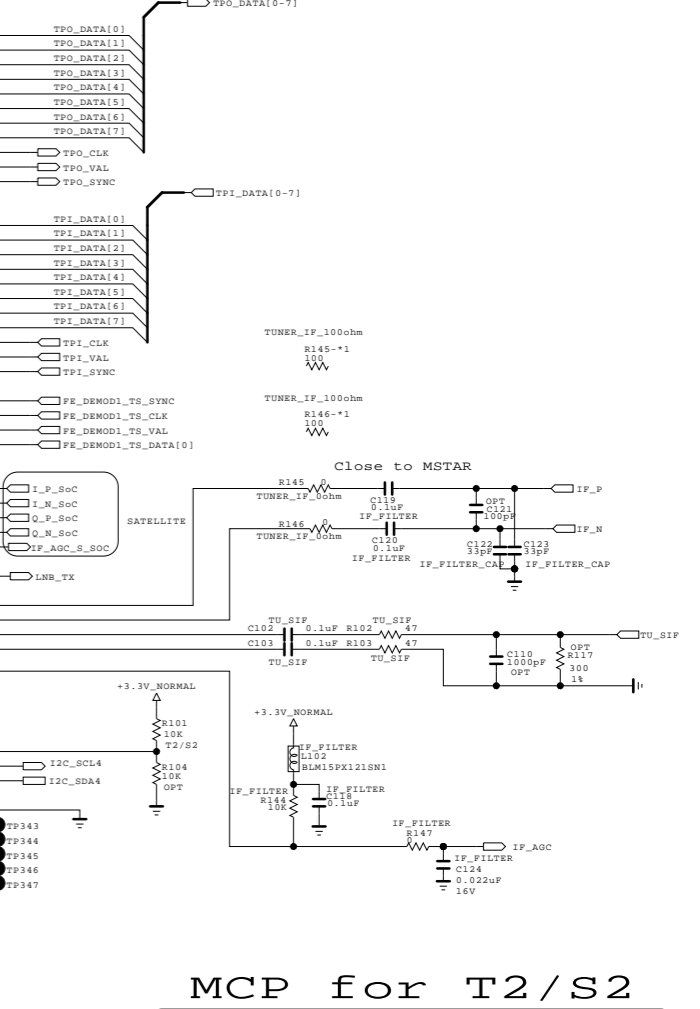 TPO_DATA[0-7]
TPO_DATA[0]
TPO_DATA[1]
TPO_DATA[2]
TPO_DATA[3]
TPO_DATA[4]
TPO_DATA[5]
TPO_DATA[6]
TPO_DATA[7]
TPO_CLK
TPO_VAL
TPO_SYNC
TPI_DATA[0-7]
TPI_DATA[0]
TPI_DATA[1]
TPI_DATA[2]
TPI_DATA[3]
TPI_DATA[4]
TPI_DATA[5]
TPI_DATA[6]
TPI_DATA[7]
TPI_CLK
TPI_VAL
TPI_SYNC
TUNER_IF_100ohm
R145-*1
100
FE_DEMOD1_TS_SYNC
FE_DEMOD1_TS_CLK
FE_DEMOD1_TS_VAL
FE_DEMOD1_TS_DATA[0]
TUNER_IF_100ohm
R146-*1
100
Close to MSTAR
I_P_SoC
I_N_SoC
Q_P_SoC
Q_N_SoC
IF_AGC_S_SOC
SATELLITE
LNB_TX
R145 0
TUNER_IF_0ohm
C119
0.1uF
IF_FILTER
R146 0
TUNER_IF_0ohm
C120
0.1uF
IF_FILTER
OPT
C121
100pF
IF_P
IF_N
C122
33pF
IF_FILTER_CAP
C123
33pF
IF_FILTER_CAP
TU_SIF
C102 0.1uF
TU_SIF
R102 47
C103 0.1uF
TU_SIF
R103 47
TU_SIF
TU_SIF
C110
1000pF
OPT
OPT
R117
300
1%
+3.3V_NORMAL
R101
10K
T2/S2
R104
10K
OPT
I2C_SCL4
I2C_SDA4
+3.3V_NORMAL
IF_FILTER
L102
BLM15PX121SN1
IF_FILTER
R144
10K
IF_FILTER
C118
0.1uF
IF_FILTER
R147
0
IF_AGC
IF_FILTER
C124
0.022uF
16V
TP343
TP344
TP345
TP346
TP347
MCP for T2/S2